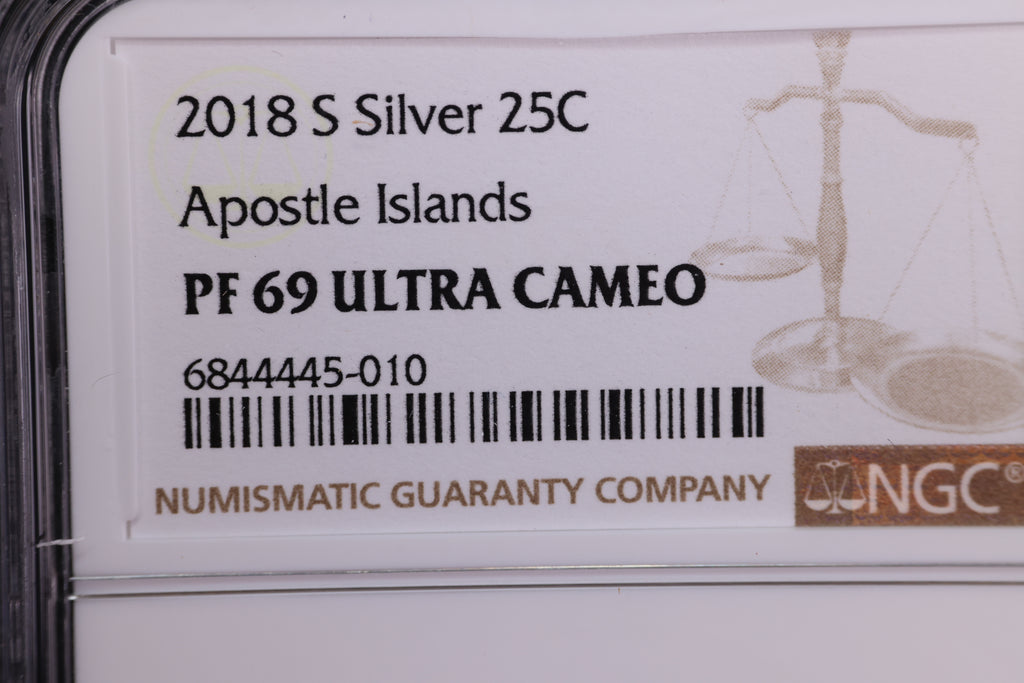 2018 S Silver 25C
Apostle Islands
PF 69 ULTRA CAMEO
6844445-010
NUMISMATIC GUARANTY COMPANY
NGC®